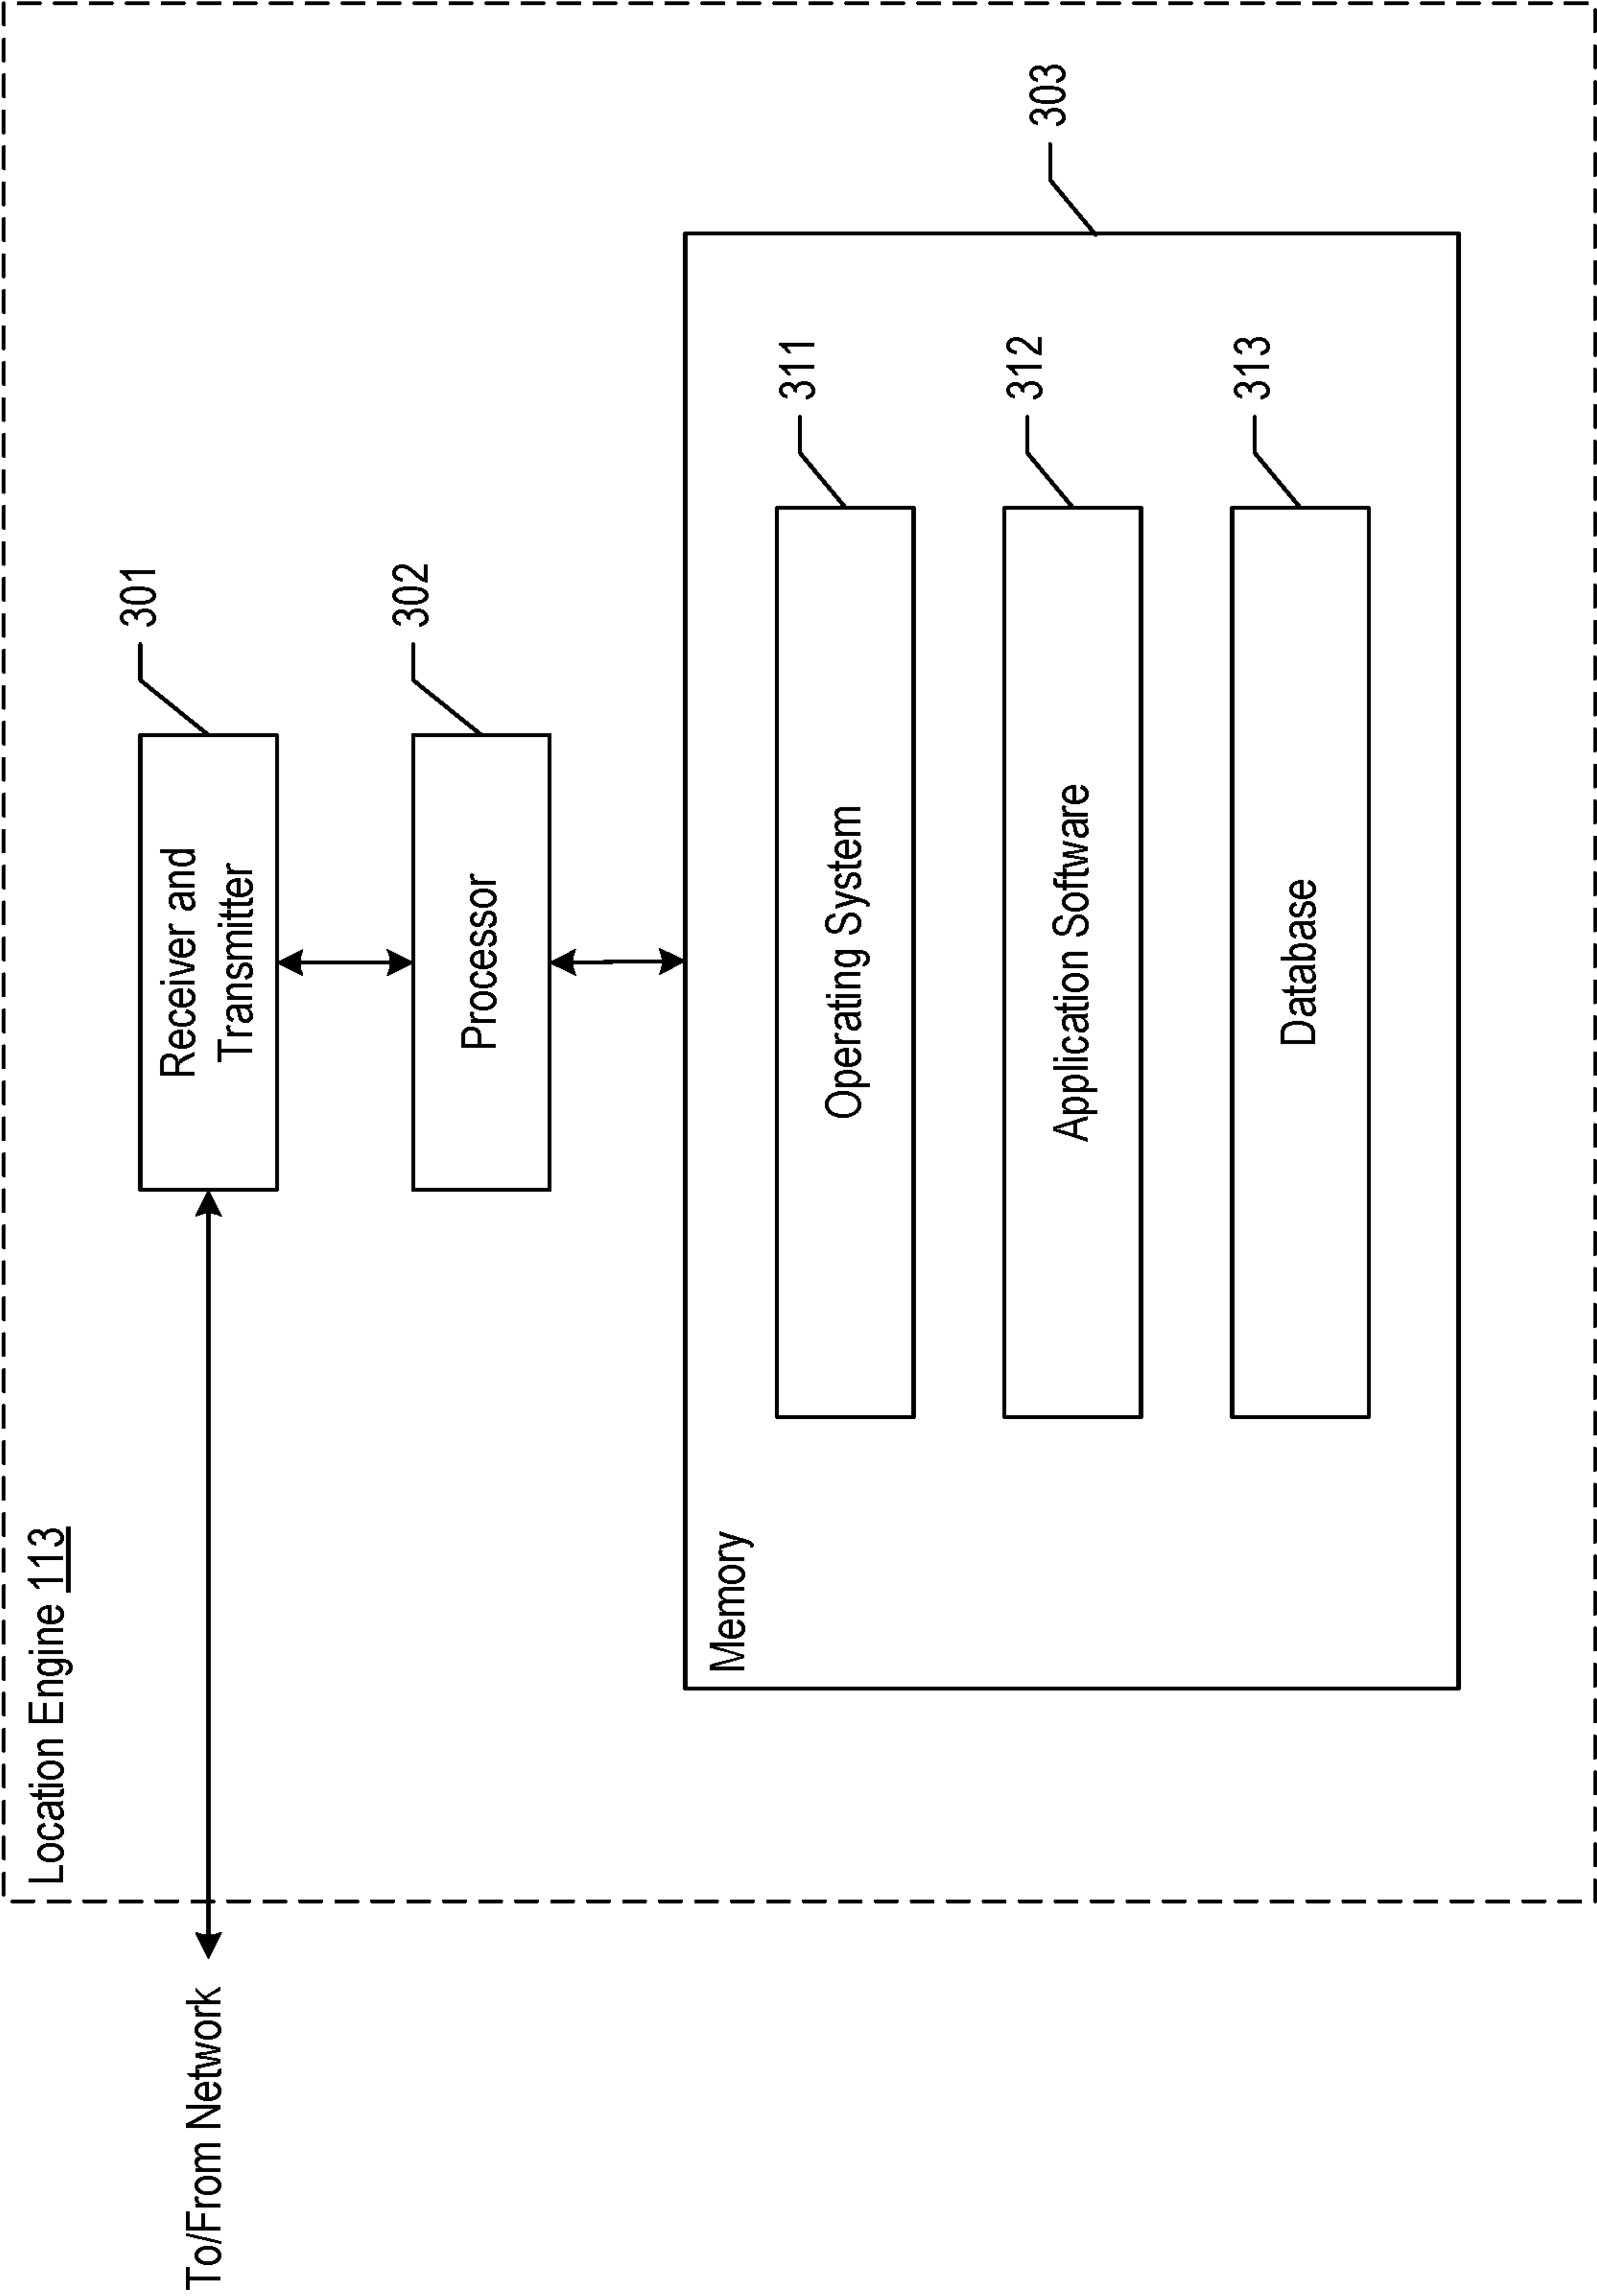 Location Engine 113
To/From Network
Receiver and
Transmitter
301
Processor
302
Memory
303
Operating System
311
Application Software
312
Database
313